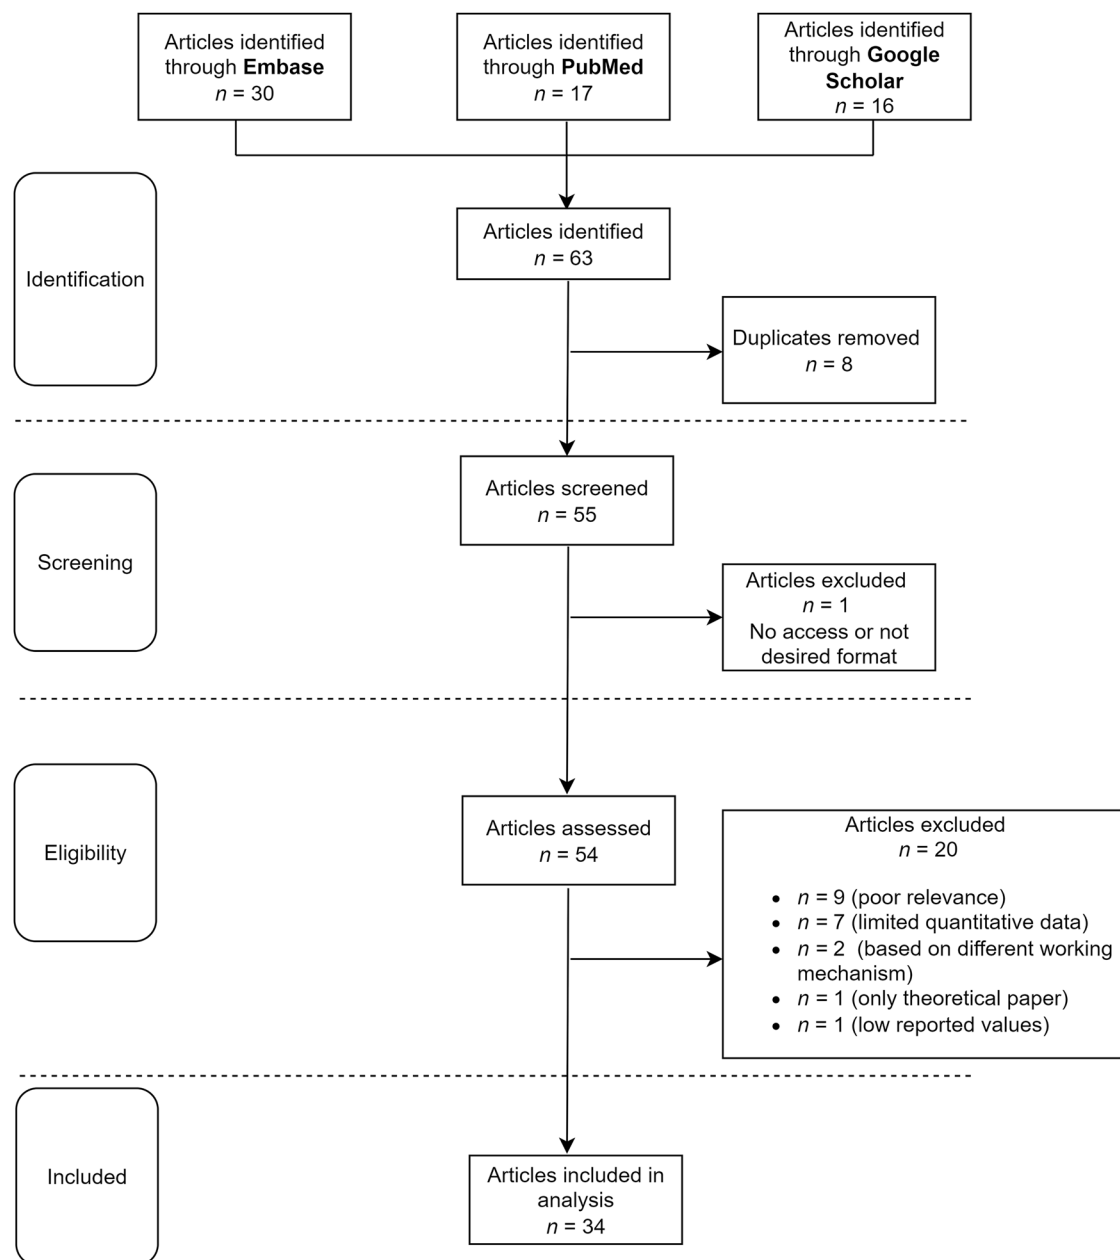 Articles identified
through Embase
n = 30
Articles identified
through PubMed
n = 17
Articles identified
through Google
Scholar
n = 16
Identification
Articles identified
n = 63
Duplicates removed
n = 8
Screening
Articles screened
n = 55
Articles excluded
n = 1
No access or not
desired format
Eligibility
Articles assessed
n = 54
Articles excluded
n = 20
• n = 9 (poor relevance)
• n = 7 (limited quantitative data)
• n = 2 (based on different working
mechanism)
• n = 1 (only theoretical paper)
• n = 1 (low reported values)
Included
Articles included in
analysis
n = 34